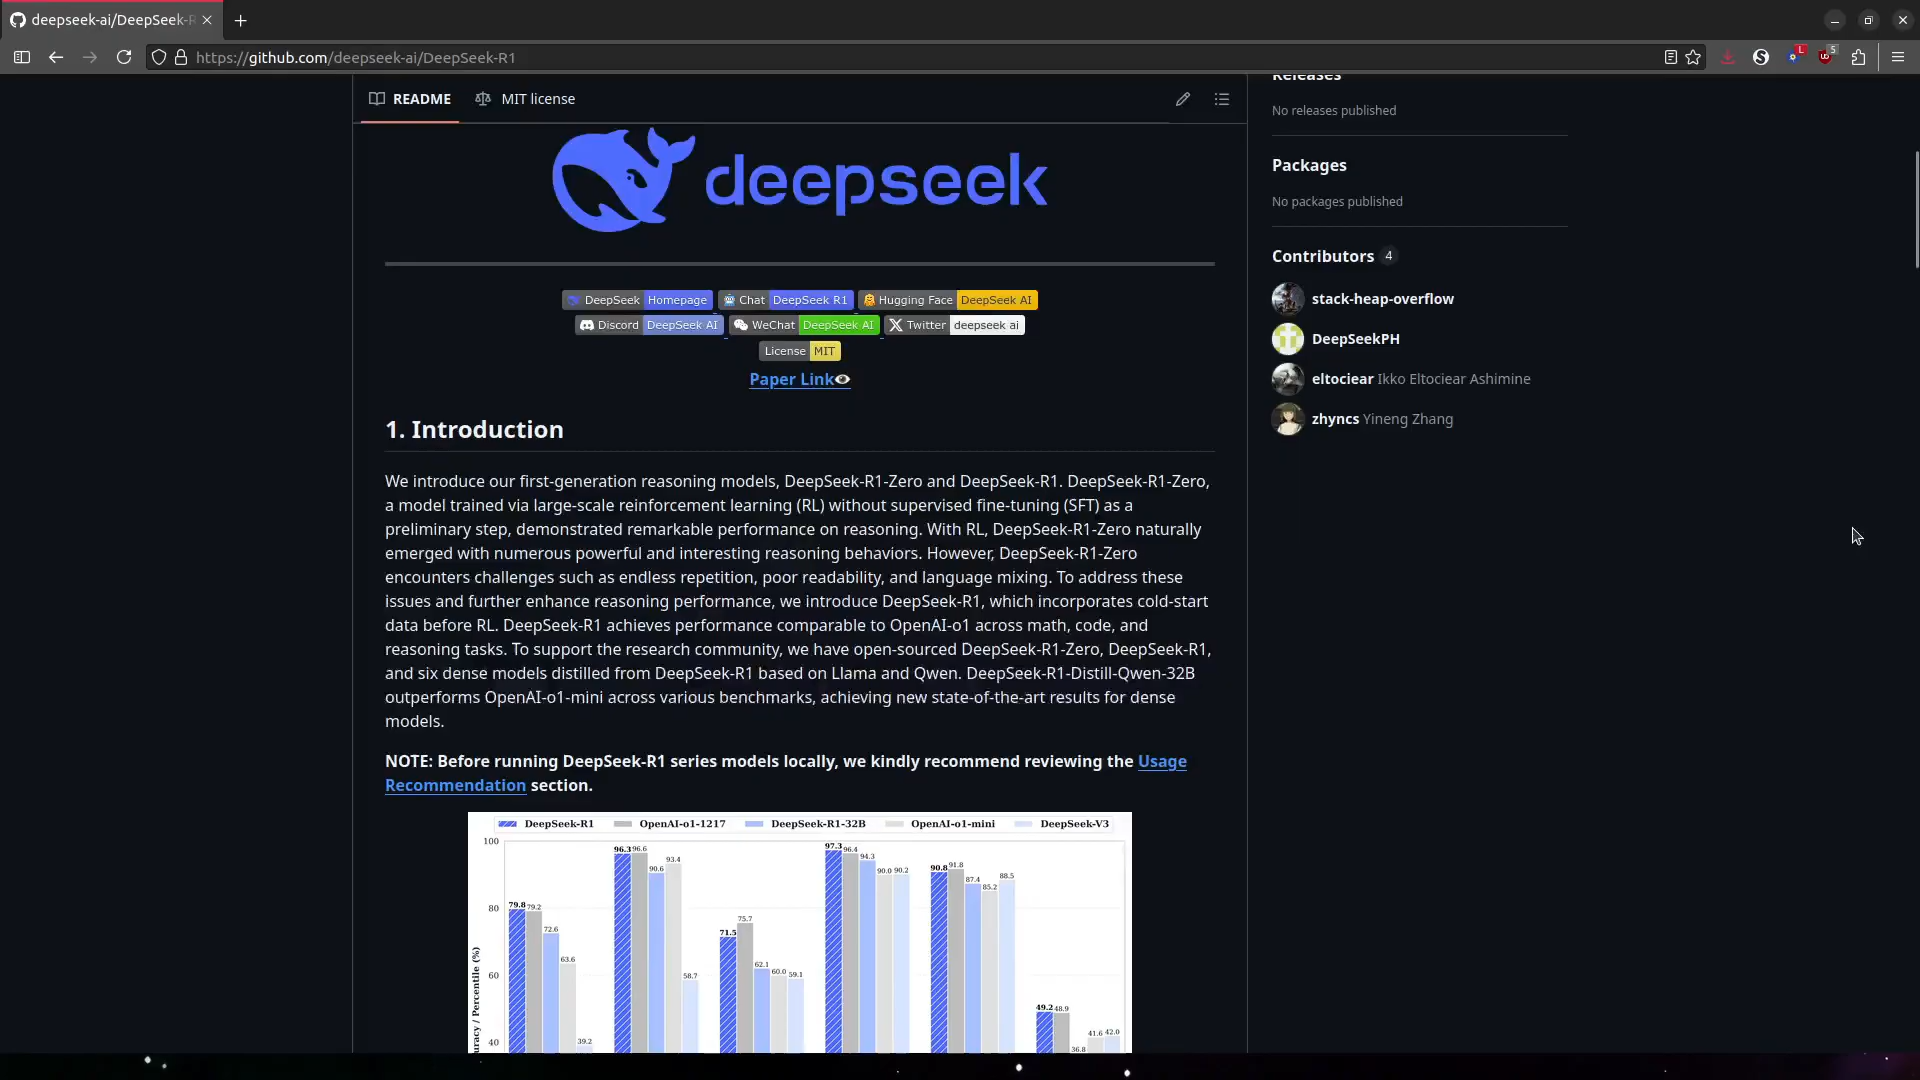 deepseek-ai/DeepSeek-R
https://github.com/deepseek-ai/DeepSeek-R1
L
5
README
MIT license
deepseek
DeepSeek Homepage
Chat DeepSeek R1
Hugging Face DeepSeek AI
Discord DeepSeek AI
WeChat DeepSeek AI
Twitter deepseek ai
License MIT
Paper Link
1. Introduction
We introduce our first-generation reasoning models, DeepSeek-R1-Zero and DeepSeek-R1. DeepSeek-R1-Zero,
a model trained via large-scale reinforcement learning (RL) without supervised fine-tuning (SFT) as a
preliminary step, demonstrated remarkable performance on reasoning. With RL, DeepSeek-R1-Zero naturally
emerged with numerous powerful and interesting reasoning behaviors. However, DeepSeek-R1-Zero
encounters challenges such as endless repetition, poor readability, and language mixing. To address these
issues and further enhance reasoning performance, we introduce DeepSeek-R1, which incorporates cold-start
data before RL. DeepSeek-R1 achieves performance comparable to OpenAI-o1 across math, code, and
reasoning tasks. To support the research community, we have open-sourced DeepSeek-R1-Zero, DeepSeek-R1,
and six dense models distilled from DeepSeek-R1 based on Llama and Qwen. DeepSeek-R1-Distill-Qwen-32B
outperforms OpenAI-o1-mini across various benchmarks, achieving new state-of-the-art results for dense
models.
NOTE: Before running DeepSeek-R1 series models locally, we kindly recommend reviewing the Usage
Recommendation section.
DeepSeek-R1 OpenAI-o1-1217 DeepSeek-R1-32B OpenAI-o1-mini DeepSeek-V3
100
80
60
40
uracy / Percentile (%)
79.8 79.2 72.6 63.6 39.2
96.3 96.6 90.6 93.4 58.7
71.5 75.7 62.1 60.0 59.1
97.3 96.4 94.3 90.0 90.2
90.8 91.8 87.4 85.2 88.5
49.2 48.9 36.8 41.6 42.0
Releases
No releases published
Packages
No packages published
Contributors 4
stack-heap-overflow
DeepSeekPH
eltociear Ikko Eltociear Ashimine
zhyncs Yineng Zhang